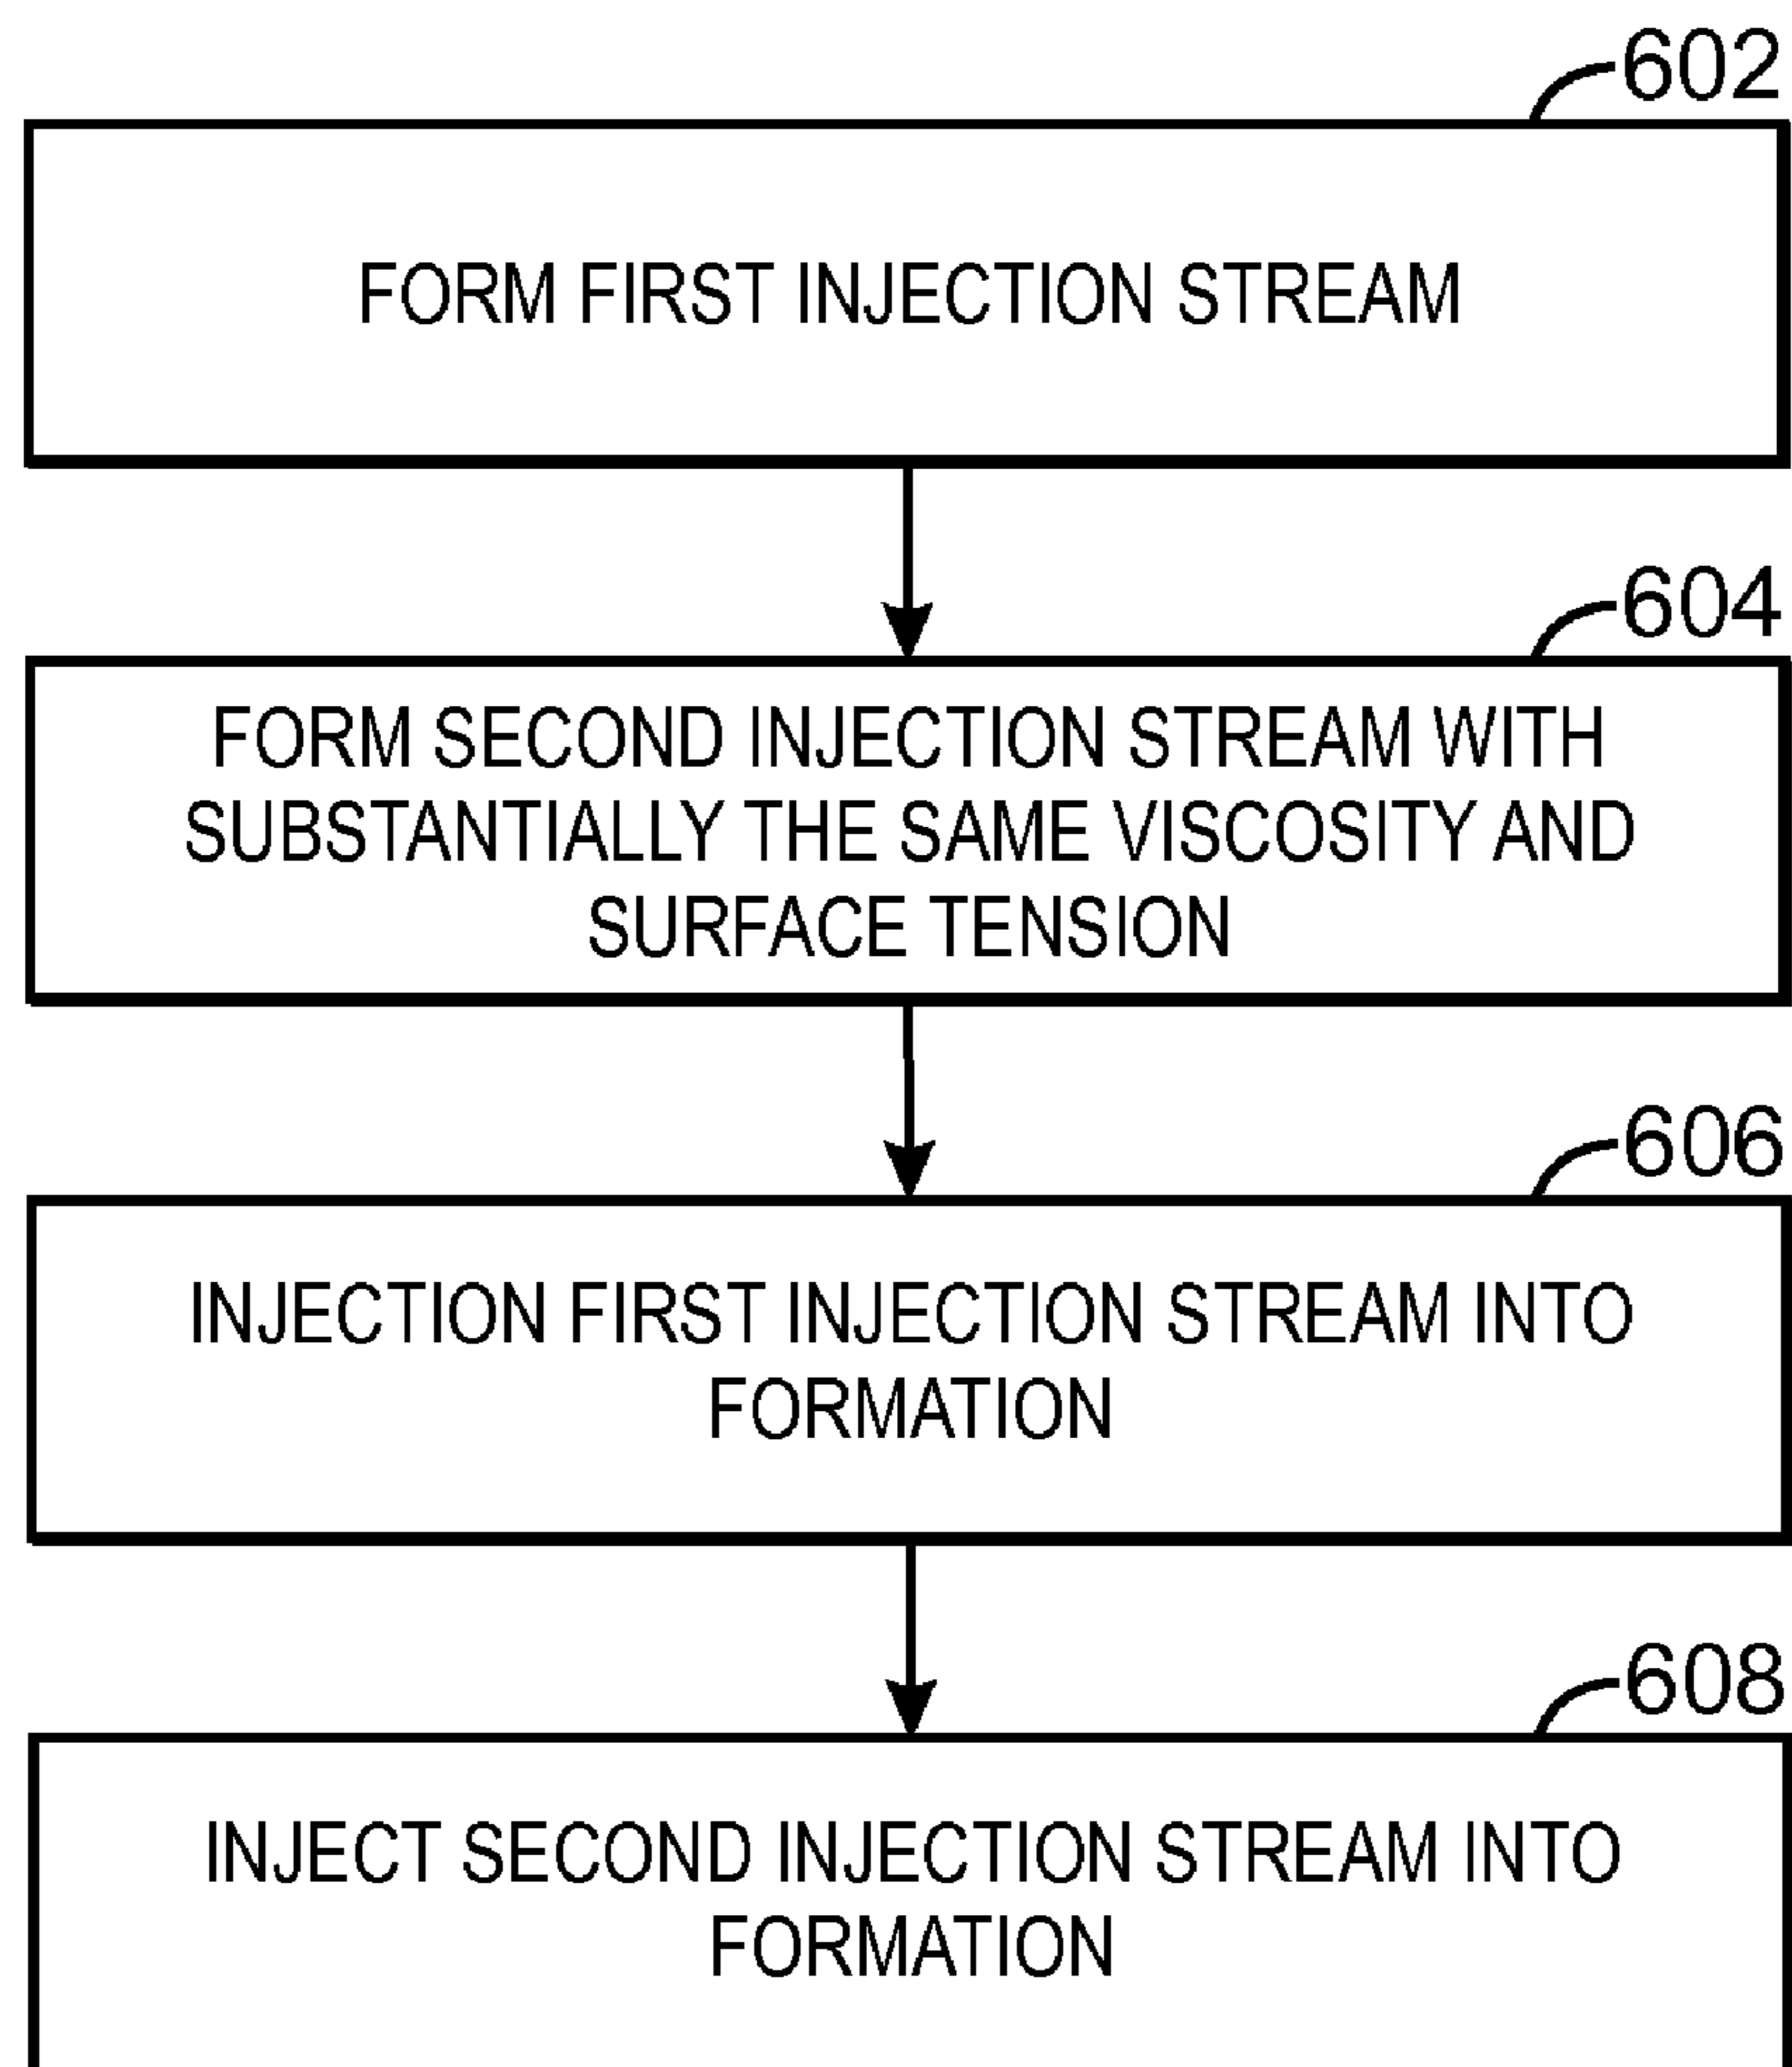 602
FORM FIRST INJECTION STREAM
604
FORM SECOND INJECTION STREAM WITH
SUBSTANTIALLY THE SAME VISCOSITY AND
SURFACE TENSION
606
INJECTION FIRST INJECTION STREAM INTO
FORMATION
608
INJECT SECOND INJECTION STREAM INTO
FORMATION